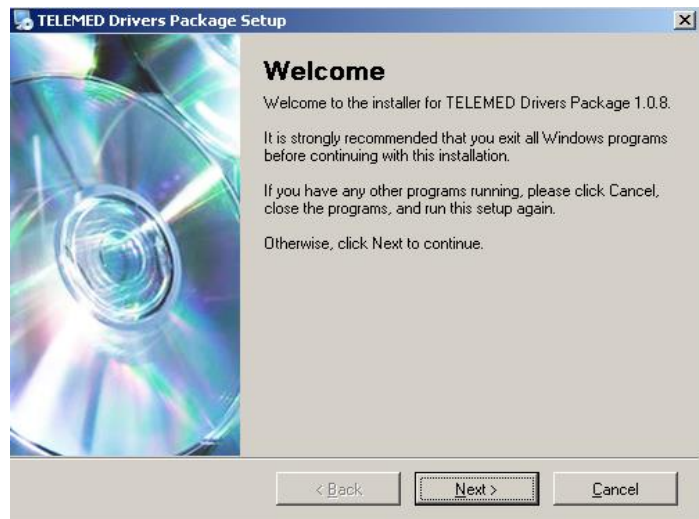 TELEMED Drivers Package Setup
Welcome
Welcome to the installer for TELEMED Drivers Package 1.0.8.
It is strongly recommended that you exit all Windows programs
before continuing with this installation.
If you have any other programs running, please click Cancel,
close the programs, and run this setup again.
Otherwise, click Next to continue.
< Back
Next >
Cancel